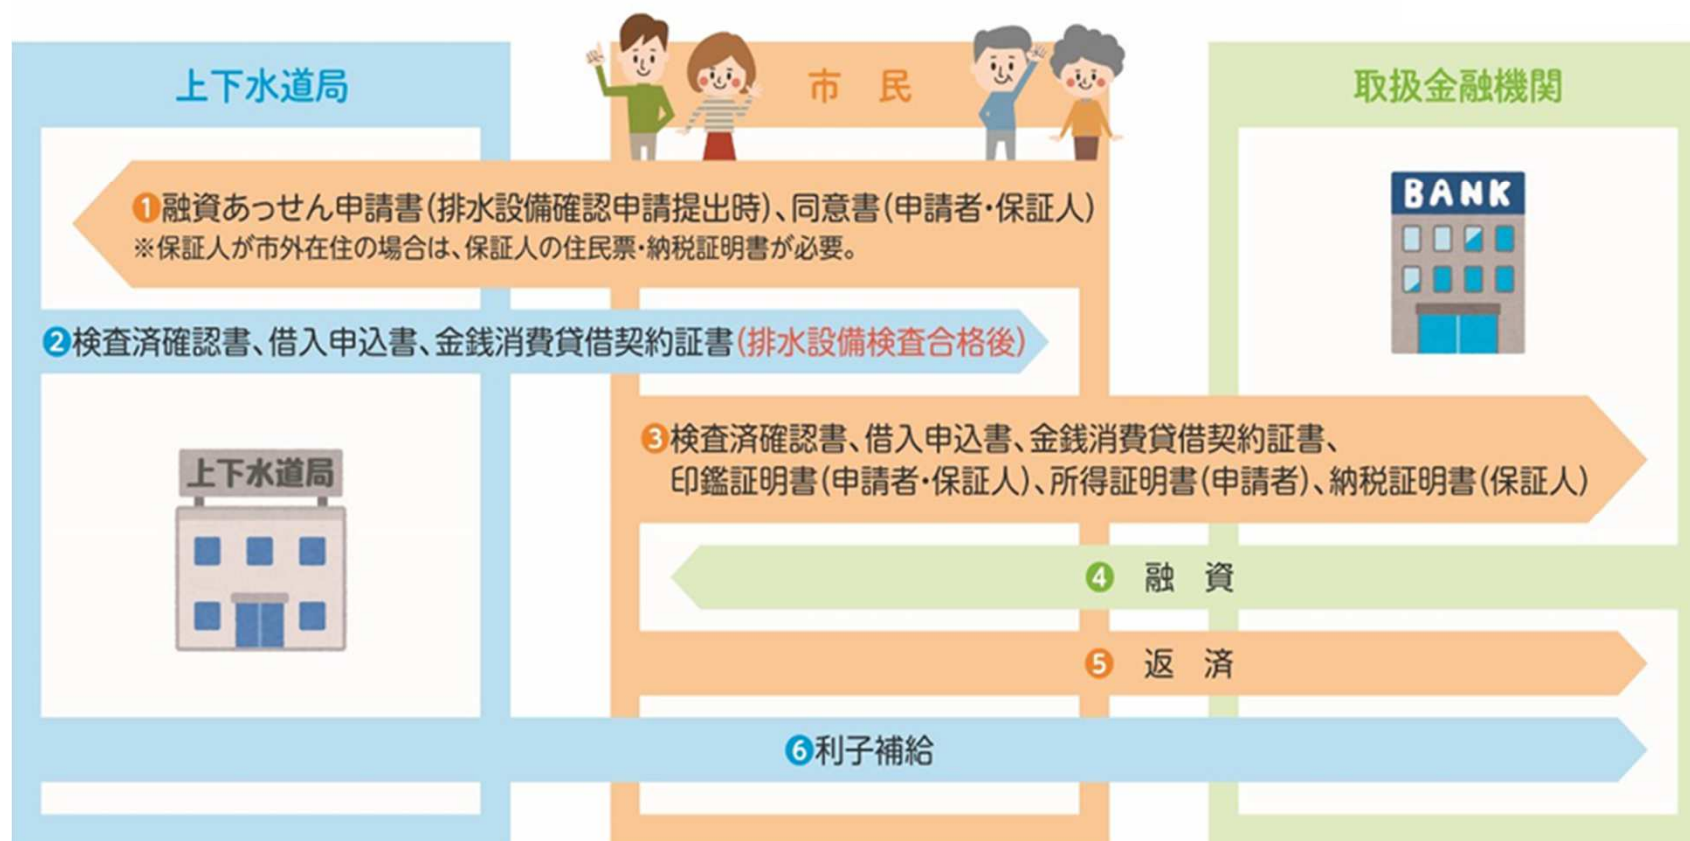 上下水道局
市 民
取扱金融機関
BANK
❶融資あっせん申請書(排水設備確認申請提出時)、同意書(申請者・保証人)
※保証人が市外在住の場合は、保証人の住民票・納税証明書が必要。
❷検査済確認書、借入申込書、金銭消費貸借契約証書(排水設備検査合格後)
❸検査済確認書、借入申込書、金銭消費貸借契約証書、
印鑑証明書(申請者・保証人)、所得証明書(申請者)、納税証明書(保証人)
上下水道局
❹ 融 資
❺ 返 済
❻利子補給